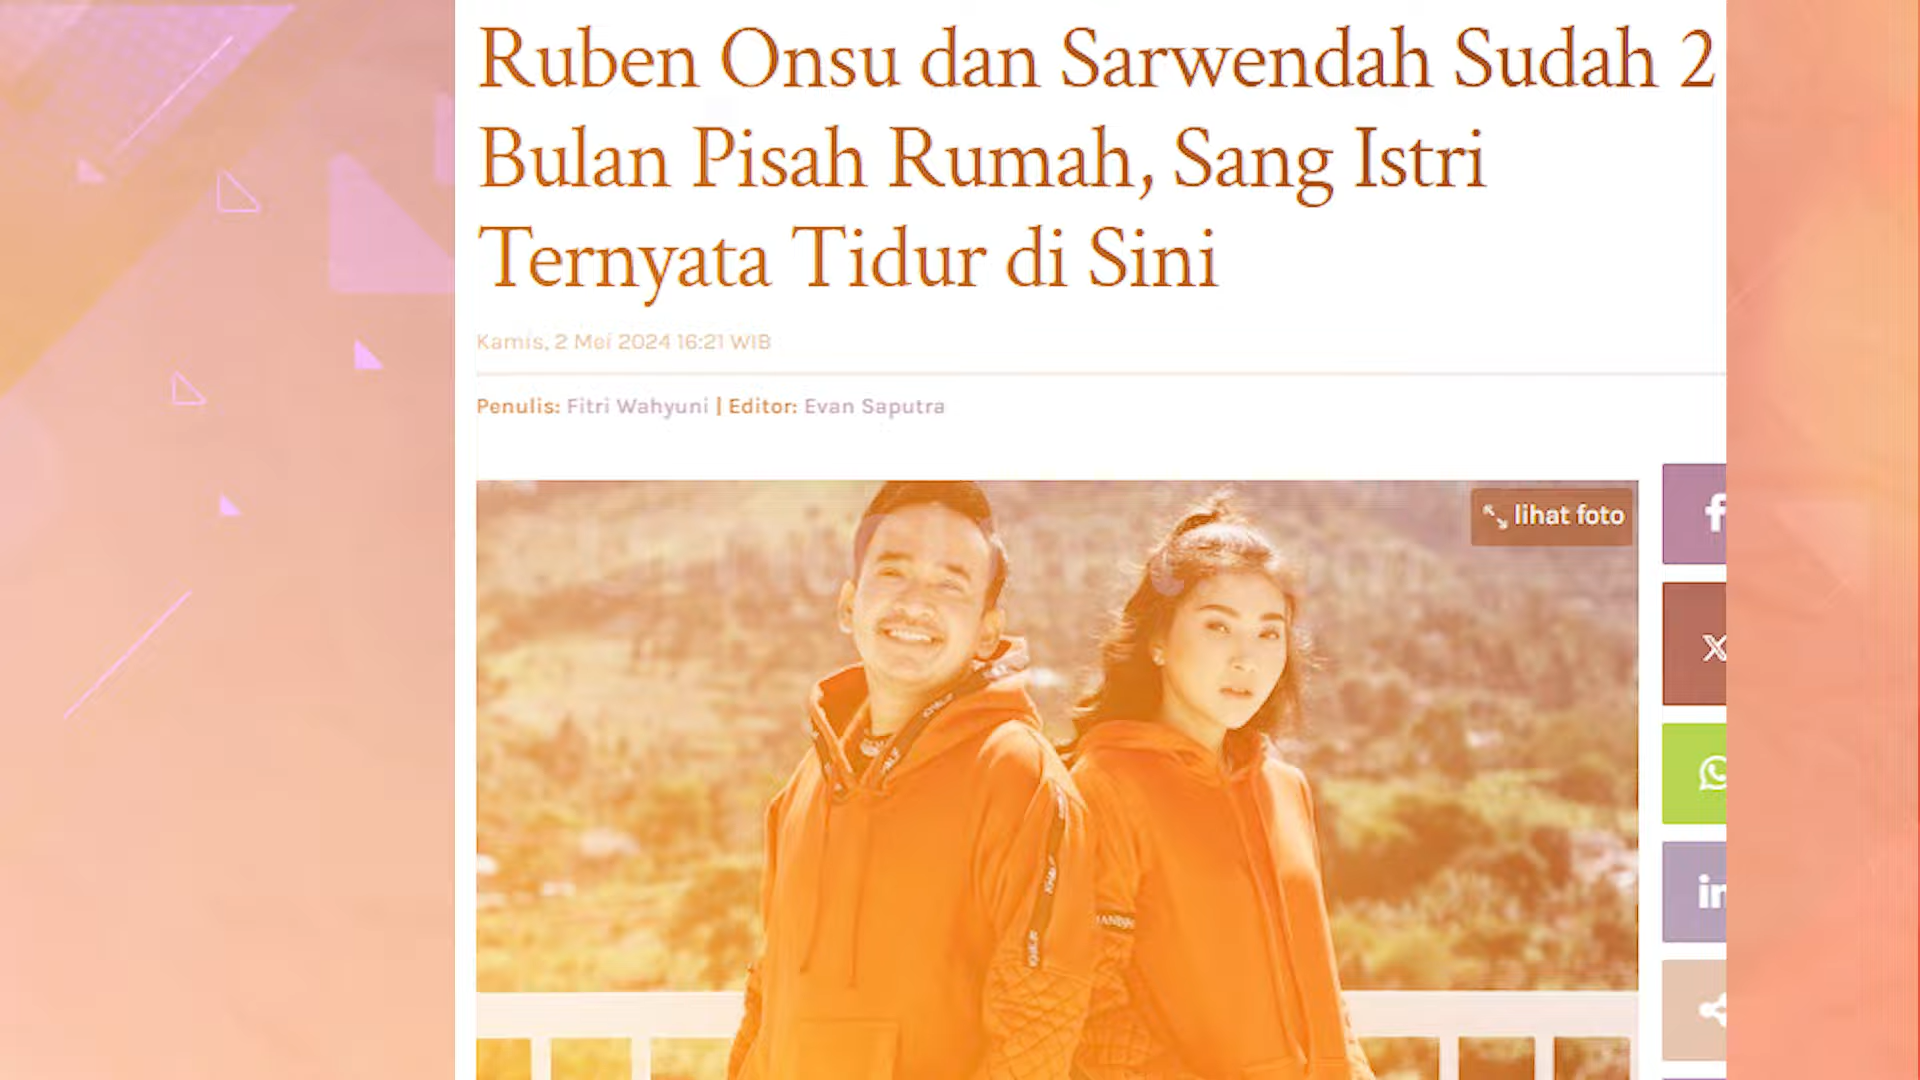 Ruben Onsu dan Sarwendah Sudah 2
Bulan Pisah Rumah, Sang Istri
Ternyata Tidur di Sini
Kamis, 2 Mei 2024 16:21 WIB
Penulis: Fitri Wahyuni | Editor: Evan Saputra
lihat foto